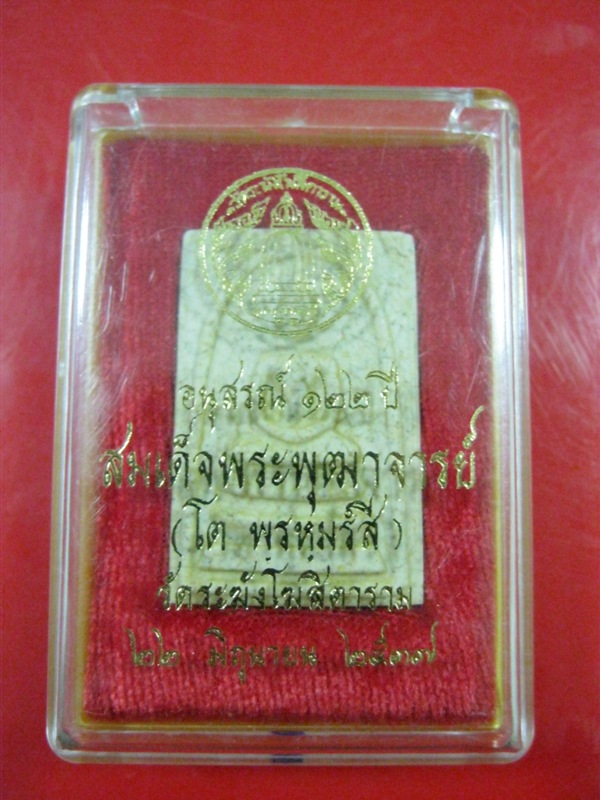 อนุสรณ์ ๑๒๒ ปี
สมเด็จพระพุฒาจารย์
(โต พฺรหฺมรํสี)
วัดระฆังโฆสิตาราม
๒๒ มิถุนายน ๒๕๓๗